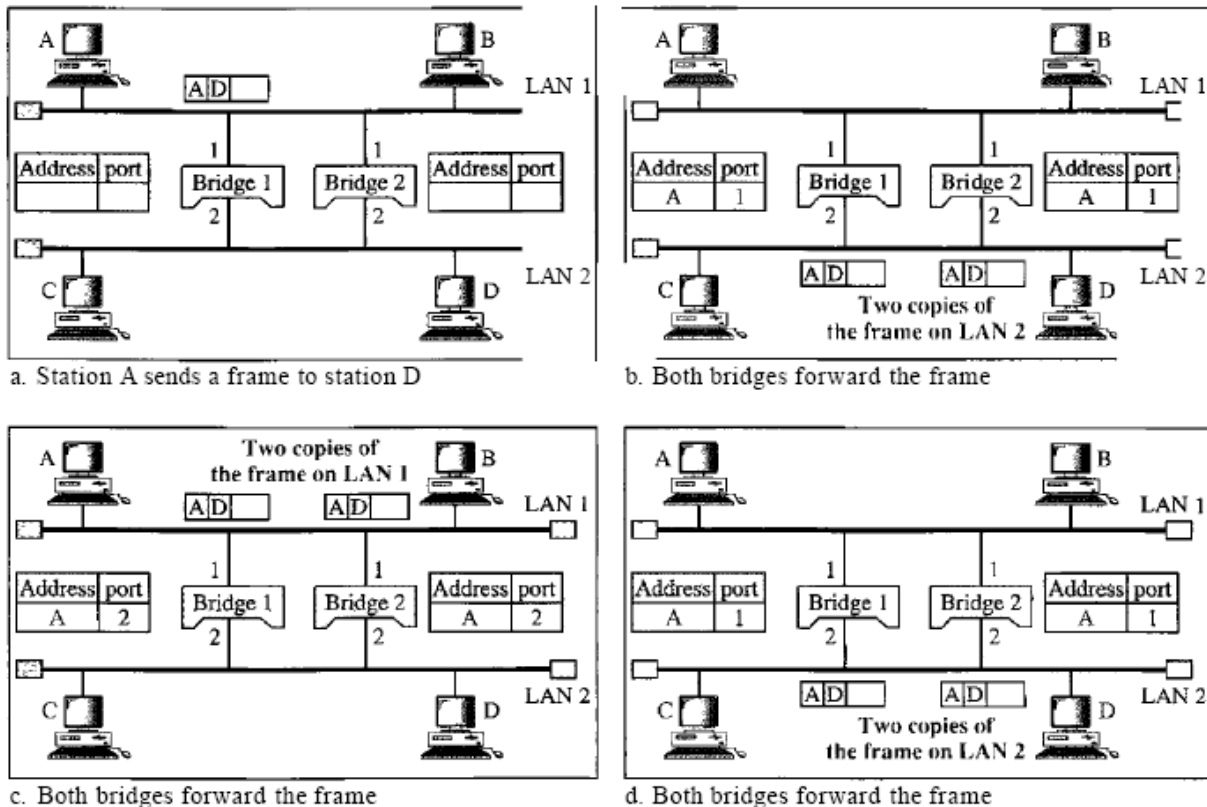 A
B
A D
LAN 1
1
1
Address port
Bridge 1
Bridge 2
Address port
2
2
LAN 2
C
D
a. Station A sends a frame to station D
A
B
LAN 1
1
1
Address port
A 1
Bridge 1
Bridge 2
Address port
A 1
2
2
LAN 2
A D
A D
C
D
Two copies of
the frame on LAN 2
b. Both bridges forward the frame
Two copies of
the frame on LAN 1
A
B
A D
A D
LAN 1
1
1
Address port
A 2
Bridge 1
Bridge 2
Address port
A 2
2
2
LAN 2
C
D
c. Both bridges forward the frame
A
B
LAN 1
1
1
Address port
A 1
Bridge 1
Bridge 2
Address port
A 1
2
2
LAN 2
A D
A D
C
D
Two copies of
the frame on LAN 2
d. Both bridges forward the frame